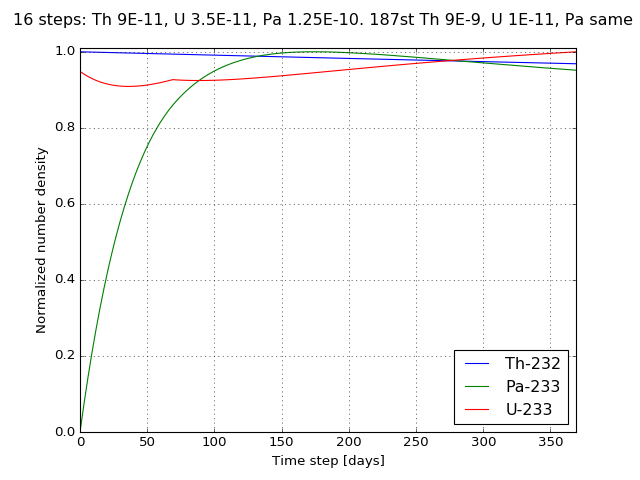 16 steps: Th 9E-11, U 3.5E-11, Pa 1.25E-10. 187st Th 9E-9, U 1E-11, Pa same
Normalized number density
1.0
0.8
0.6
0.4
0.2
0.0
Th-232
Pa-233
U-233
0 50 100 150 200 250 300 350
Time step [days]